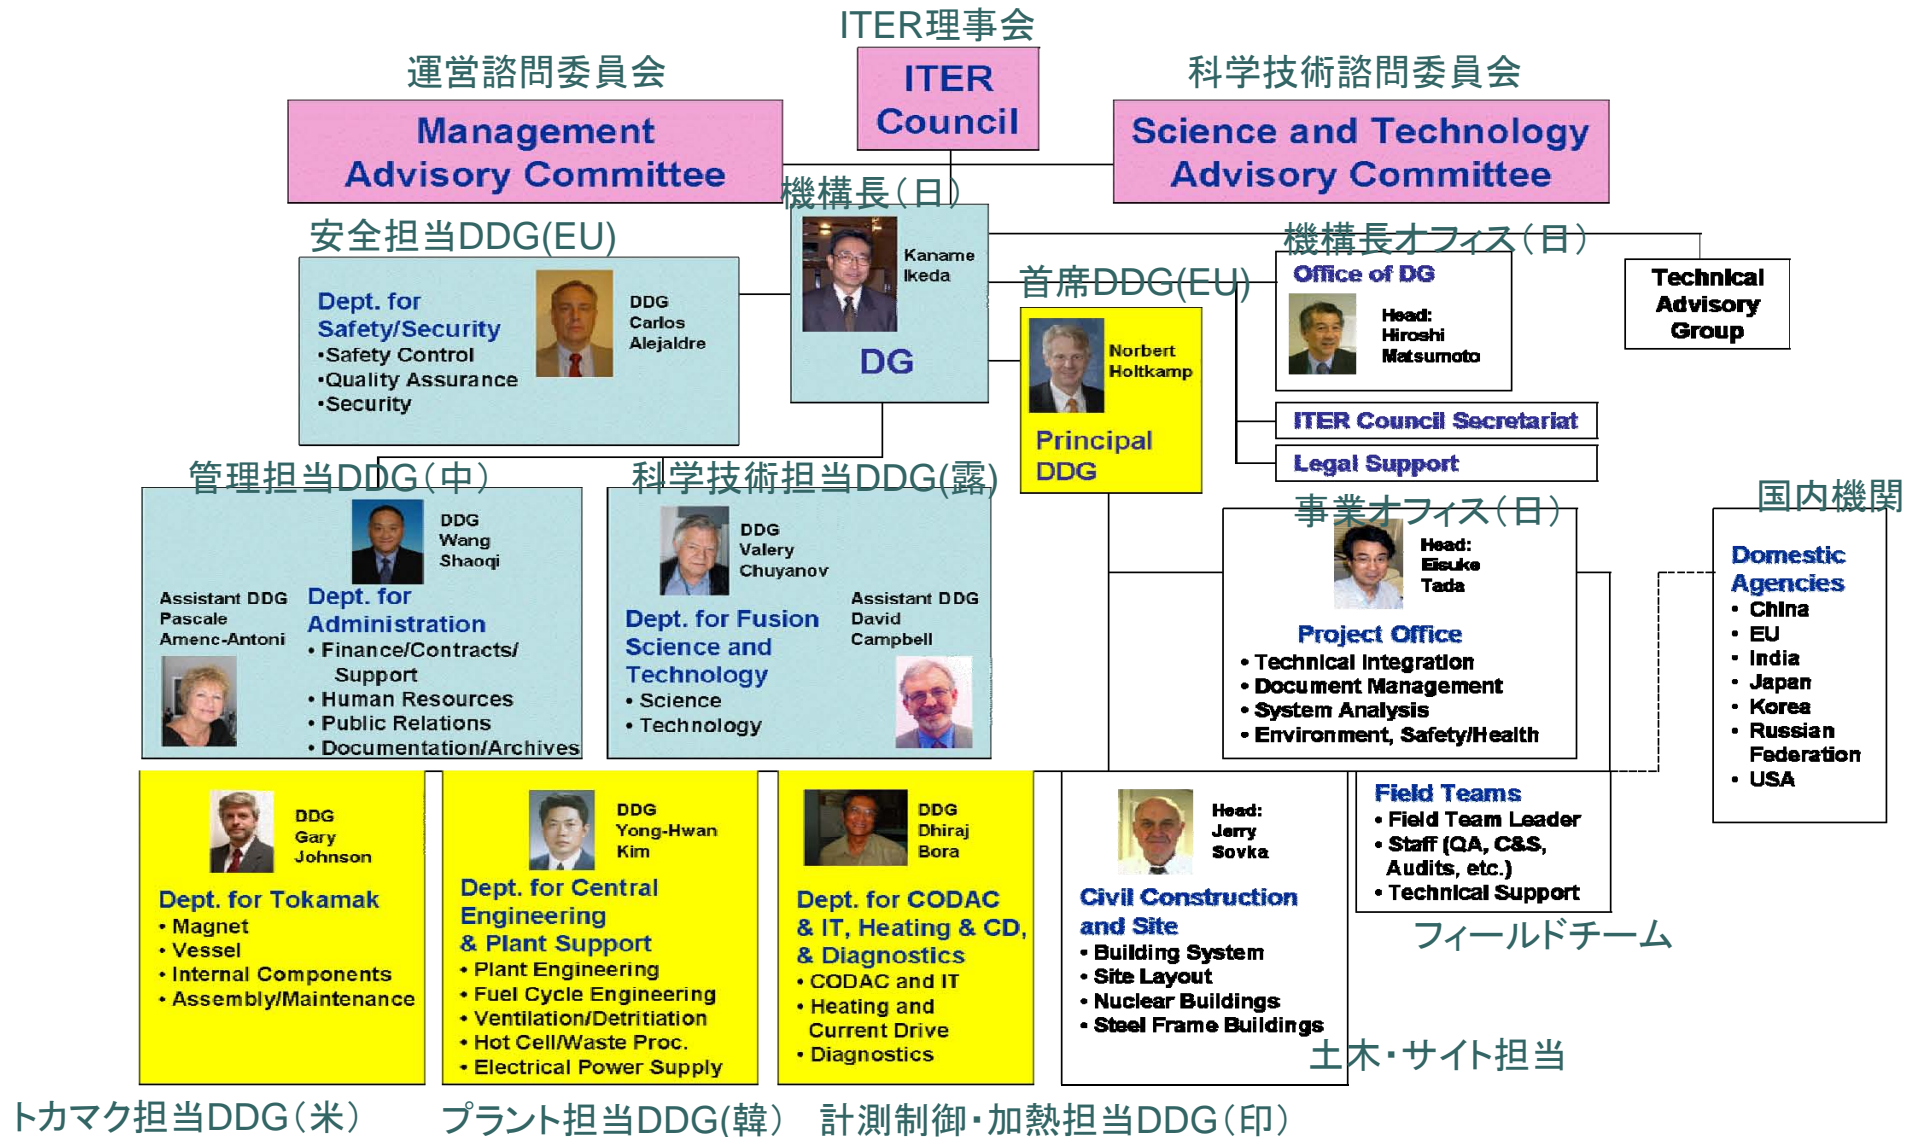 ITER理事会
運営諮問委員会
科学技術諮問委員会
ITER
Council
Management
Advisory Committee
Science and Technology
Advisory Committee
機構長（日）
安全担当DDG(EU)
機構長オフィス（日）
首席DDG(EU)
Dept. for
Safety/Security
•Safety Control
•Quality Assurance
•Security
DDG
Carlos
Alejaldre
Kaname
Ikeda
DG
Norbert
Holtkamp
Principal
DDG
Office of DG
Head:
Hiroshi
Matsumoto
Technical
Advisory
Group
ITER Council Secretariat
Legal Support
管理担当DDG（中）
科学技術担当DDG(露)
事業オフィス（日）
国内機関
DDG
Wang
Shaoqi
Assistant DDG
Pascale
Amenc-Antoni
Dept. for
Administration
• Finance/Contracts/
Support
• Human Resources
• Public Relations
• Documentation/Archives
DDG
Valery
Chuyanov
Dept. for Fusion
Science and
Technology
• Science
• Technology
Assistant DDG
David
Campbell
Head:
Eisuke
Tada
Project Office
• Technical Integration
• Document Management
• System Analysis
• Environment, Safety/Health
Domestic
Agencies
• China
• EU
• India
• Japan
• Korea
• Russian
Federation
• USA
DDG
Gary
Johnson
Dept. for Tokamak
• Magnet
• Vessel
• Internal Components
• Assembly/Maintenance
DDG
Yong-Hwan
Kim
Dept. for Central
Engineering
& Plant Support
• Plant Engineering
• Fuel Cycle Engineering
• Ventilation/Detritiation
• Hot Cell/Waste Proc.
• Electrical Power Supply
DDG
Dhiraj
Bora
Dept. for CODAC
& IT, Heating & CD,
& Diagnostics
• CODAC and IT
• Heating and
Current Drive
• Diagnostics
Head:
Jerry
Sovka
Civil Construction
and Site
• Building System
• Site Layout
• Nuclear Buildings
• Steel Frame Buildings
Field Teams
• Field Team Leader
• Staff (QA, C&S,
Audits, etc.)
• Technical Support
フィールドチーム
土木・サイト担当
トカマク担当DDG（米）
プラント担当DDG(韓)
計測制御・加熱担当DDG（印）